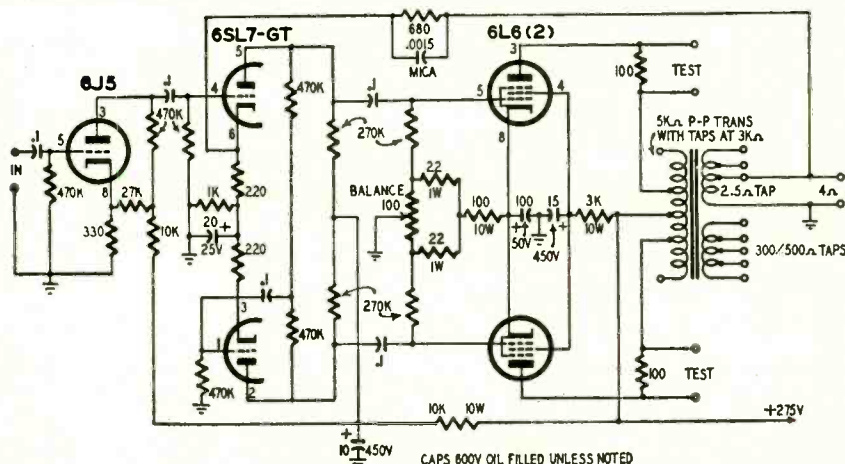 6J5
6SL7-GT
6L6(2)
680
.0015
MICA
.1
5
3
8
IN
470K
330
27K
10K
470K
.1
4
5
6
1K
20 +
25V
220
220
3
1
2
.1
470K
470K
470K
270K
270K
.1
.1
BALANCE
100
22
1W
22
1W
100
10W
100
50V
15
450V
3K
10W
3
5
4
8
100
TEST
5KΩ P-P TRANS
WITH TAPS AT 3KΩ
2.5Ω TAP
4Ω
300/500Ω TAPS
100
TEST
10K 10W
+275V
+
10 450V
CAPS 600V OIL FILLED UNLESS NOTED